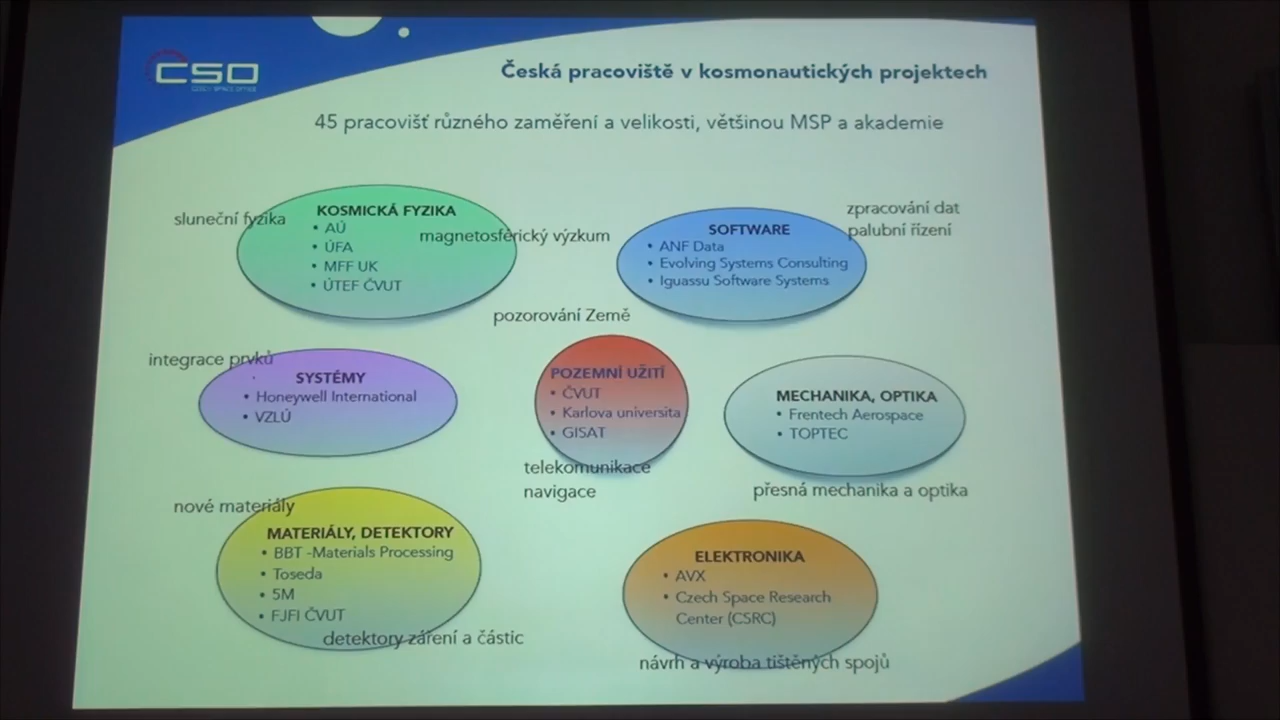 CSO
CZECH SPACE OFFICE
Česká pracoviště v kosmonautických projektech
45 pracovišť různého zaměření a velikosti, většinou MSP a akademie
sluneční fyzika
KOSMICKÁ FYZIKA
• AÚ
• ÚFA
• MFF UK
• ÚTEF ČVUT
magnetosférický výzkum
SOFTWARE
• ANF Data
• Evolving Systems Consulting
• Iguassu Software Systems
zpracování dat
palubní řízení
pozorování Země
integrace prvků
SYSTÉMY
• Honeywell International
• VZLÚ
POZEMNÍ UŽITÍ
• ČVUT
• Karlova universita
• GISAT
telekomunikace
navigace
MECHANIKA, OPTIKA
• Frentech Aerospace
• TOPTEC
přesná mechanika a optika
nové materiály
MATERIÁLY, DETEKTORY
• BBT -Materials Processing
• Toseda
• 5M
• FJFI ČVUT
detektory záření a částic
ELEKTRONIKA
• AVX
• Czech Space Research
Center (CSRC)
návrh a výroba tištěných spojů